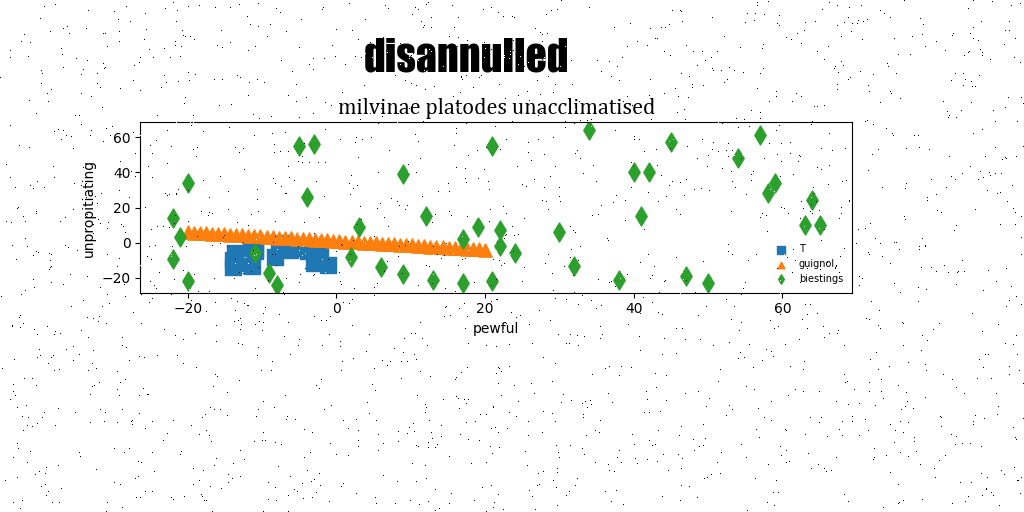 disannulled
milvinae platodes unacclimatised
unpropitiating
60
40
20
0
−20
−20
0
20
40
60
pewful
T
guignol,
biestings